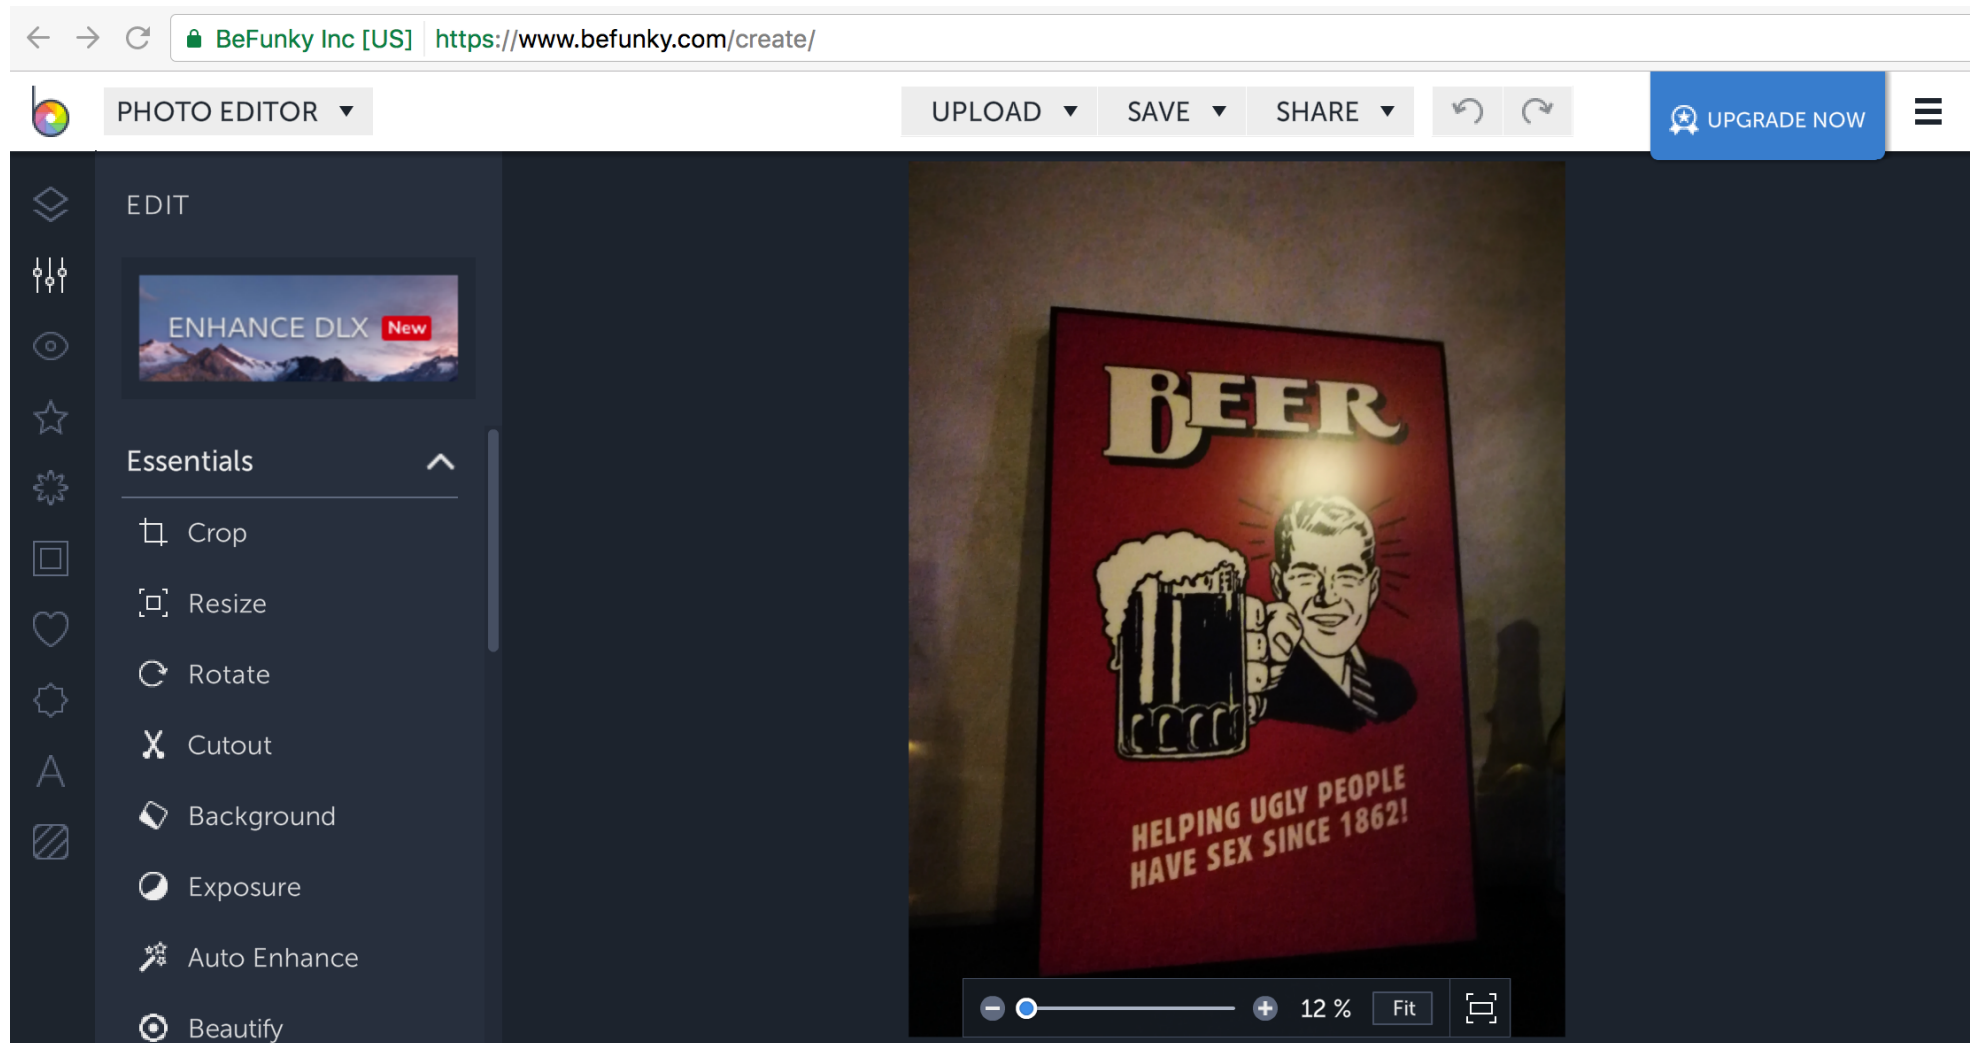 BeFunky Inc [US] https://www.befunky.com/create/
PHOTO EDITOR UPLOAD SAVE SHARE UPGRADE NOW
EDIT
ENHANCE DLX New
Essentials
Crop
Resize
Rotate
Cutout
Background
Exposure
Auto Enhance
Beautify
BEER
HELPING UGLY PEOPLE
HAVE SEX SINCE 1862!
12 % Fit